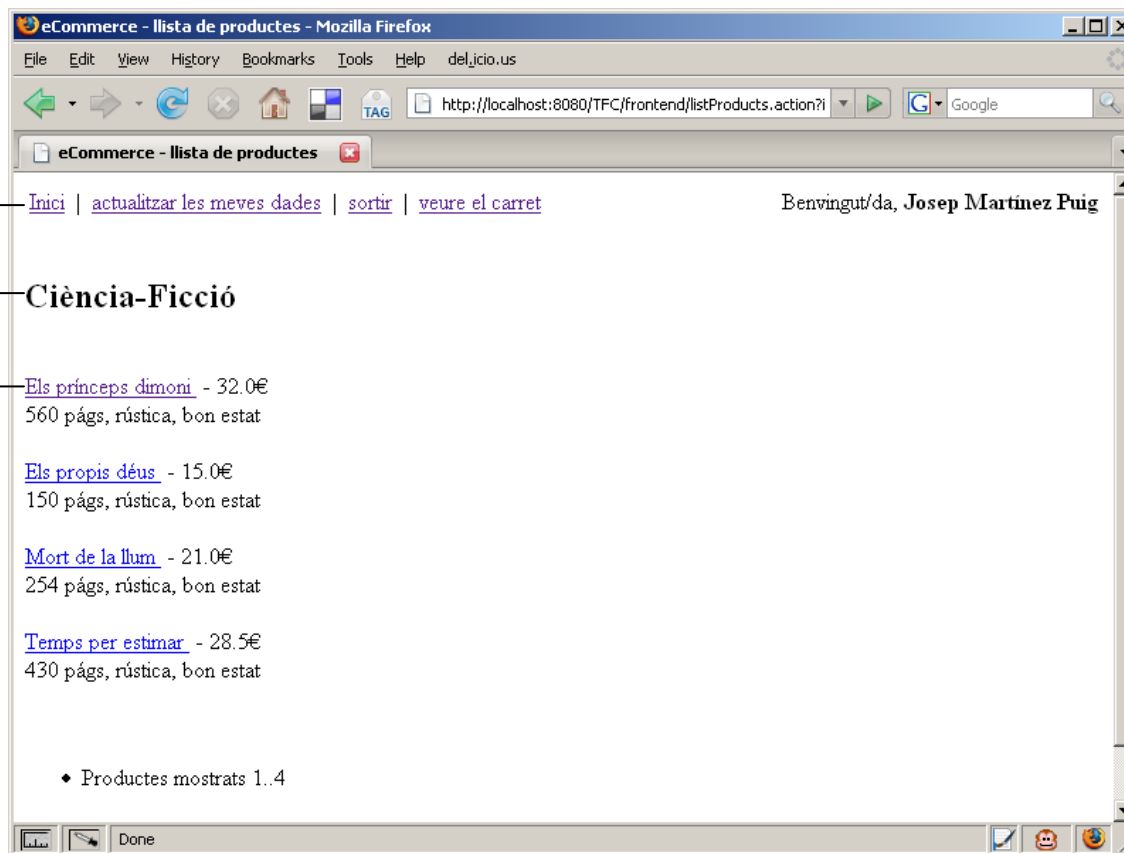 eCommerce - llista de productes - Mozilla Firefox
File Edit View History Bookmarks Tools Help del.icio.us
TAG http://localhost:8080/TFC/frontend/listProducts.action?i G Google
eCommerce - llista de productes
Inici | actualitzar les meves dades | sortir | veure el carret Benvingut/da, Josep Martínez Puig
Ciència-Ficció
Els prínceps dimoni - 32.0€
560 págs, rústica, bon estat
Els propis déus - 15.0€
150 págs, rústica, bon estat
Mort de la llum - 21.0€
254 págs, rústica, bon estat
Temps per estimar - 28.5€
430 págs, rústica, bon estat
• Productes mostrats 1..4
Done